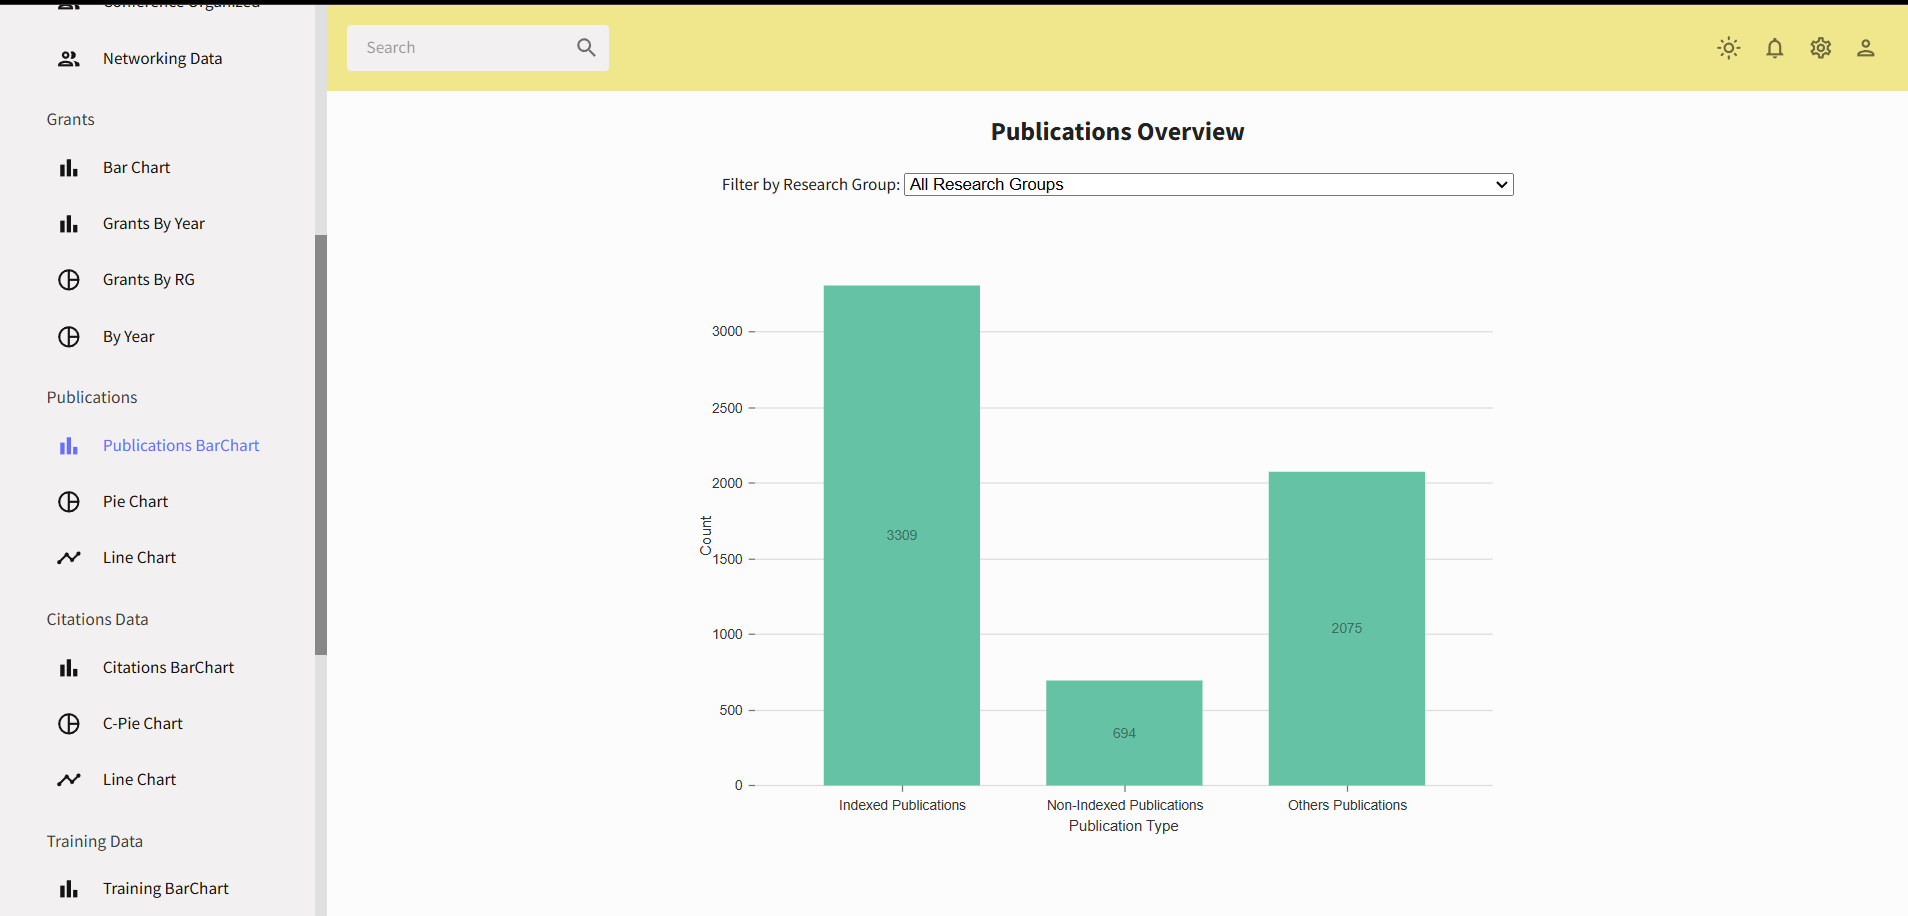 Conference Organized
Networking Data
Grants
Bar Chart
Grants By Year
Grants By RG
By Year
Publications
Publications BarChart
Pie Chart
Line Chart
Citations Data
Citations BarChart
C-Pie Chart
Line Chart
Training Data
Training BarChart
Search
Publications Overview
Filter by Research Group: All Research Groups
3000
2500
2000
1500
1000
500
0
Count
3309
694
2075
Indexed Publications
Non-Indexed Publications
Others Publications
Publication Type